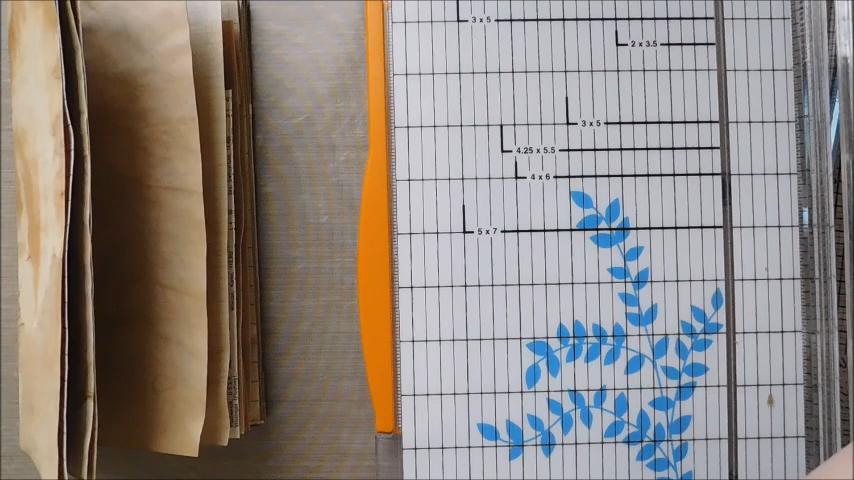 3 x 5
2 x 3.5
3 x 5
4.25 x 5.5
4 x 6
5 x 7